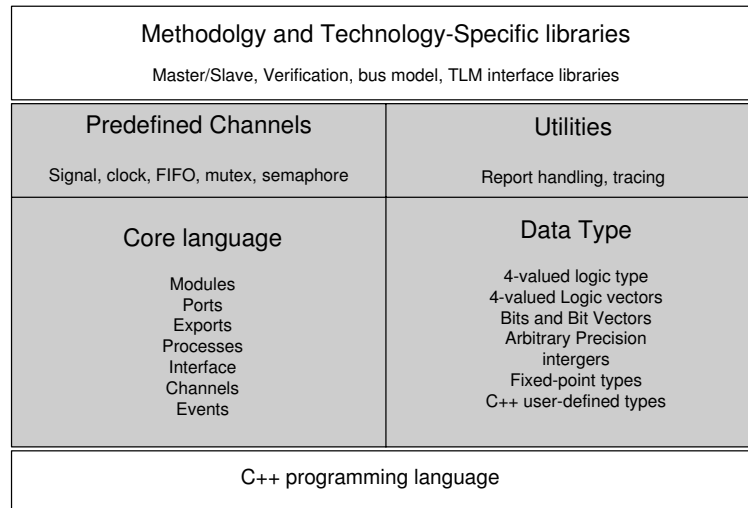 Methodolgy and Technology-Specific libraries
Master/Slave, Verification, bus model, TLM interface libraries
Predefined Channels
Signal, clock, FIFO, mutex, semaphore
Utilities
Report handling, tracing
Core language
Modules
Ports
Exports
Processes
Interface
Channels
Events
Data Type
4-valued logic type
4-valued Logic vectors
Bits and Bit Vectors
Arbitrary Precision
intergers
Fixed-point types
C++ user-defined types
C++ programming language